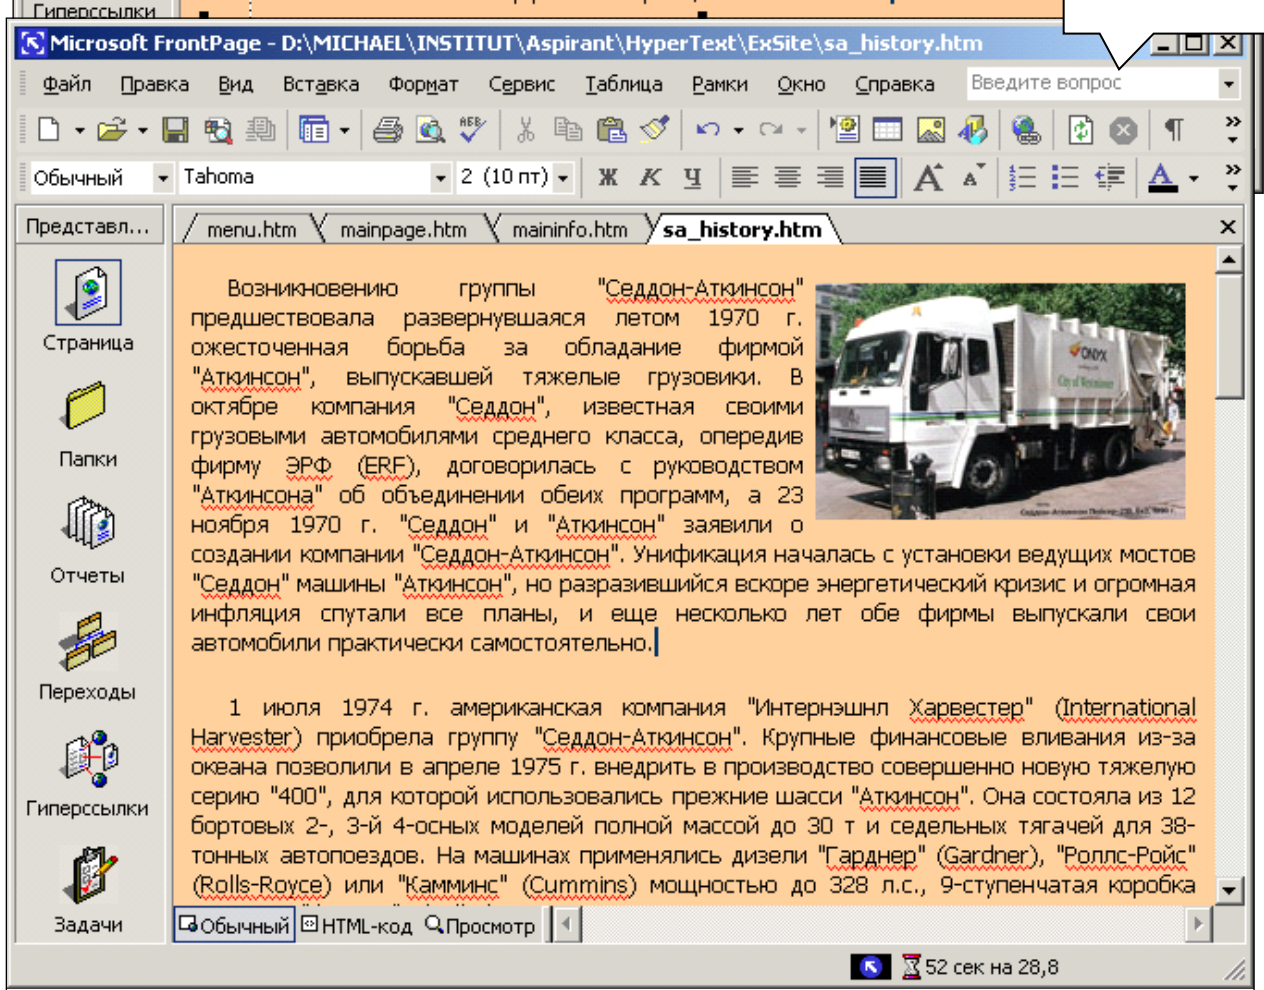 Гиперссылки
Microsoft FrontPage - D:\MICHAEL\INSTITUT\Aspirant\HyperText\ExSite\sa_history.htm
Файл Правка Вид Вставка Формат Сервис Таблица Рамки Окно Справка Введите вопрос
Обычный Tahoma 2 (10 пт) Ж К Ч
Представл...
menu.htm mainpage.htm maininfo.htm sa_history.htm
Страница
Папки
Отчеты
Переходы
Гиперссылки
Задачи
Возникновению группы "Седдон-Аткинсон"
предшествовала развернувшаяся летом 1970 г.
ожесточенная борьба за обладание фирмой
"Аткинсон", выпускавшей тяжелые грузовики. В
октябре компания "Седдон", известная своими
грузовыми автомобилями среднего класса, опередив
фирму ЭРФ (ERF), договорилась с руководством
"Аткинсона" об объединении обеих программ, а 23
ноября 1970 г. "Седдон" и "Аткинсон" заявили о
создании компании "Седдон-Аткинсон". Унификация началась с установки ведущих мостов
"Седдон" машины "Аткинсон", но разразившийся вскоре энергетический кризис и огромная
инфляция спутали все планы, и еще несколько лет обе фирмы выпускали свои
автомобили практически самостоятельно.
ONYX
City of Westminster
1 июля 1974 г. американская компания "Интернэшнл Харвестер" (International
Harvester) приобрела группу "Седдон-Аткинсон". Крупные финансовые вливания из-за
океана позволили в апреле 1975 г. внедрить в производство совершенно новую тяжелую
серию "400", для которой использовались прежние шасси "Аткинсон". Она состояла из 12
бортовых 2-, 3-й 4-осных моделей полной массой до 30 т и седельных тягачей для 38-
тонных автопоездов. На машинах применялись дизели "Гарднер" (Gardner), "Роллс-Ройс"
(Rolls-Royce) или "Камминс" (Cummins) мощностью до 328 л.с., 9-ступенчатая коробка
Обычный HTML-код Просмотр
52 сек на 28,8